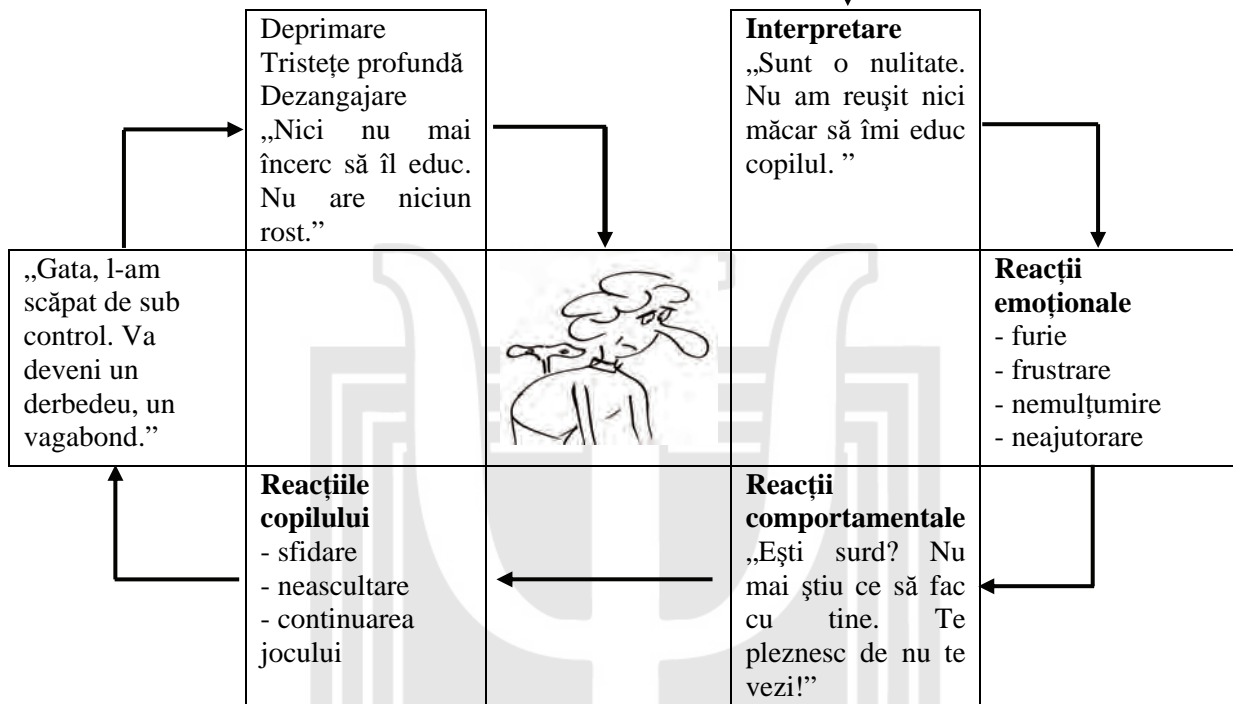 Deprimare
Tristețe profundă
Dezangajare
„Nici nu mai
încerc să îl educ.
Nu are niciun
rost.”
Interpretare
„Sunt o nulitate.
Nu am reuşit nici
măcar să îmi educ
copilul. ”
„Gata, l-am
scăpat de sub
control. Va
deveni un
derbedeu, un
vagabond.”
Reacții
emoționale
- furie
- frustrare
- nemulțumire
- neajutorare
Reacțiile
copilului
- sfidare
- neascultare
- continuarea
jocului
Reacții
comportamentale
„Eşti surd? Nu
mai ştiu ce să fac
cu tine. Te
pleznesc de nu te
vezi!”